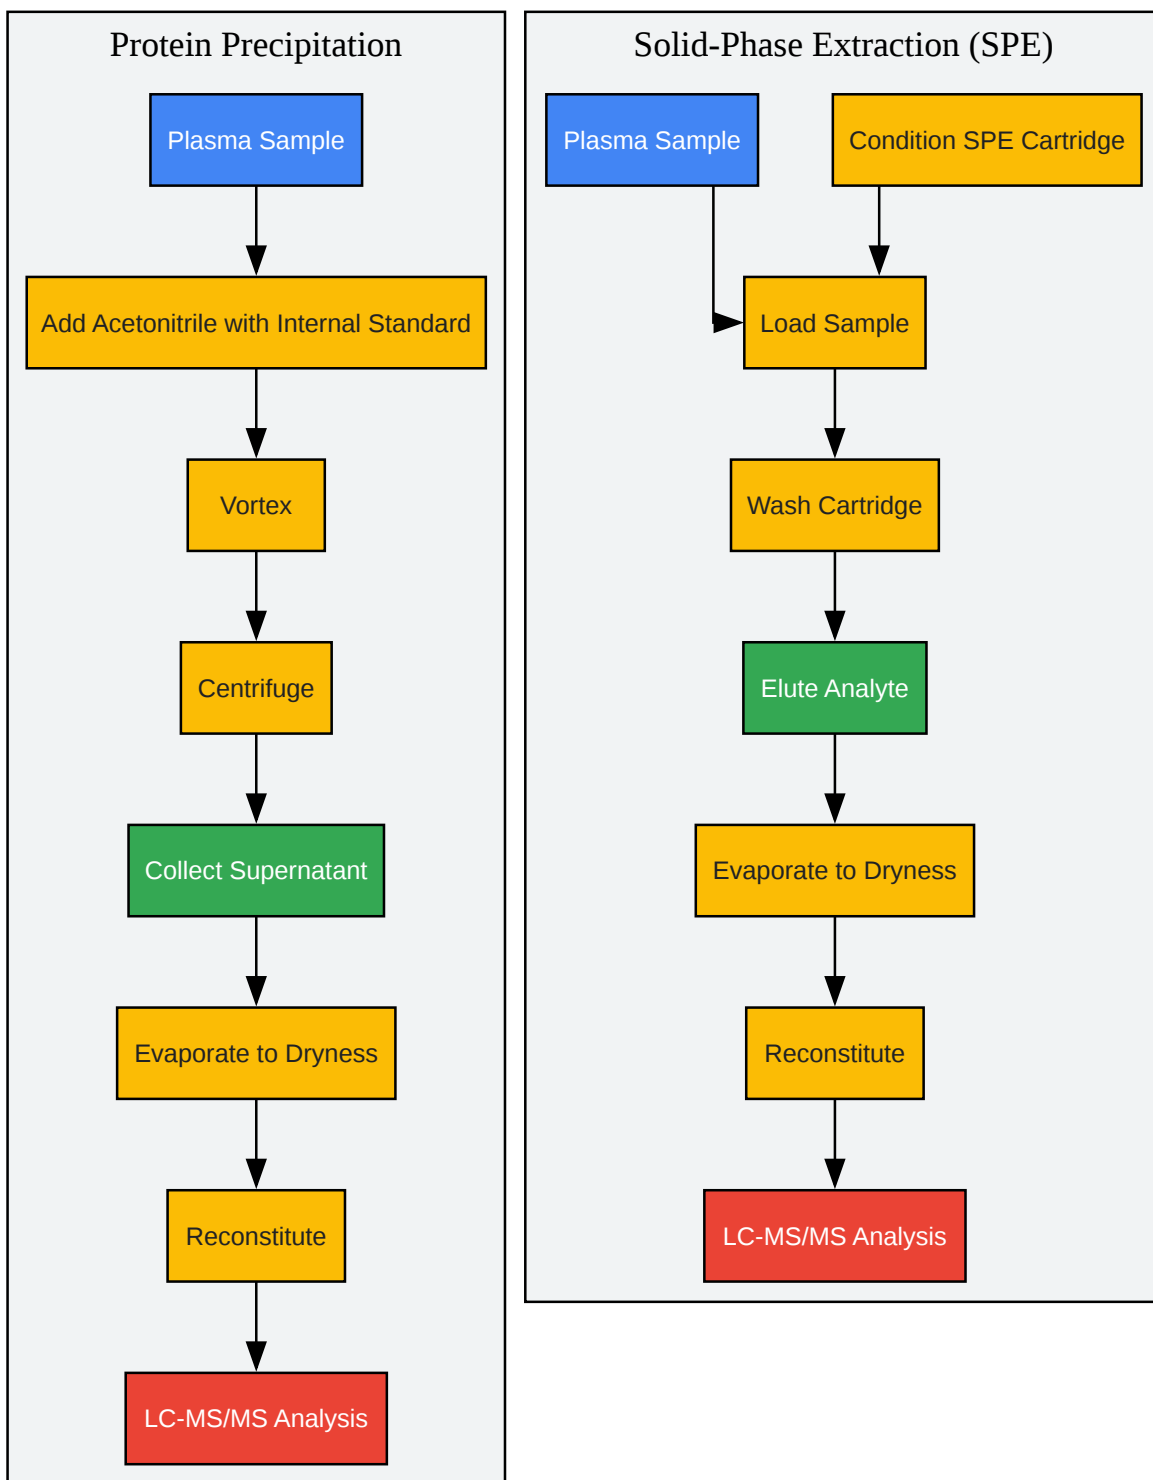 Protein Precipitation
Plasma Sample
Add Acetonitrile with Internal Standard
Vortex
Centrifuge
Collect Supernatant
Evaporate to Dryness
Reconstitute
LC-MS/MS Analysis
Solid-Phase Extraction (SPE)
Plasma Sample
Condition SPE Cartridge
Load Sample
Wash Cartridge
Elute Analyte
Evaporate to Dryness
Reconstitute
LC-MS/MS Analysis